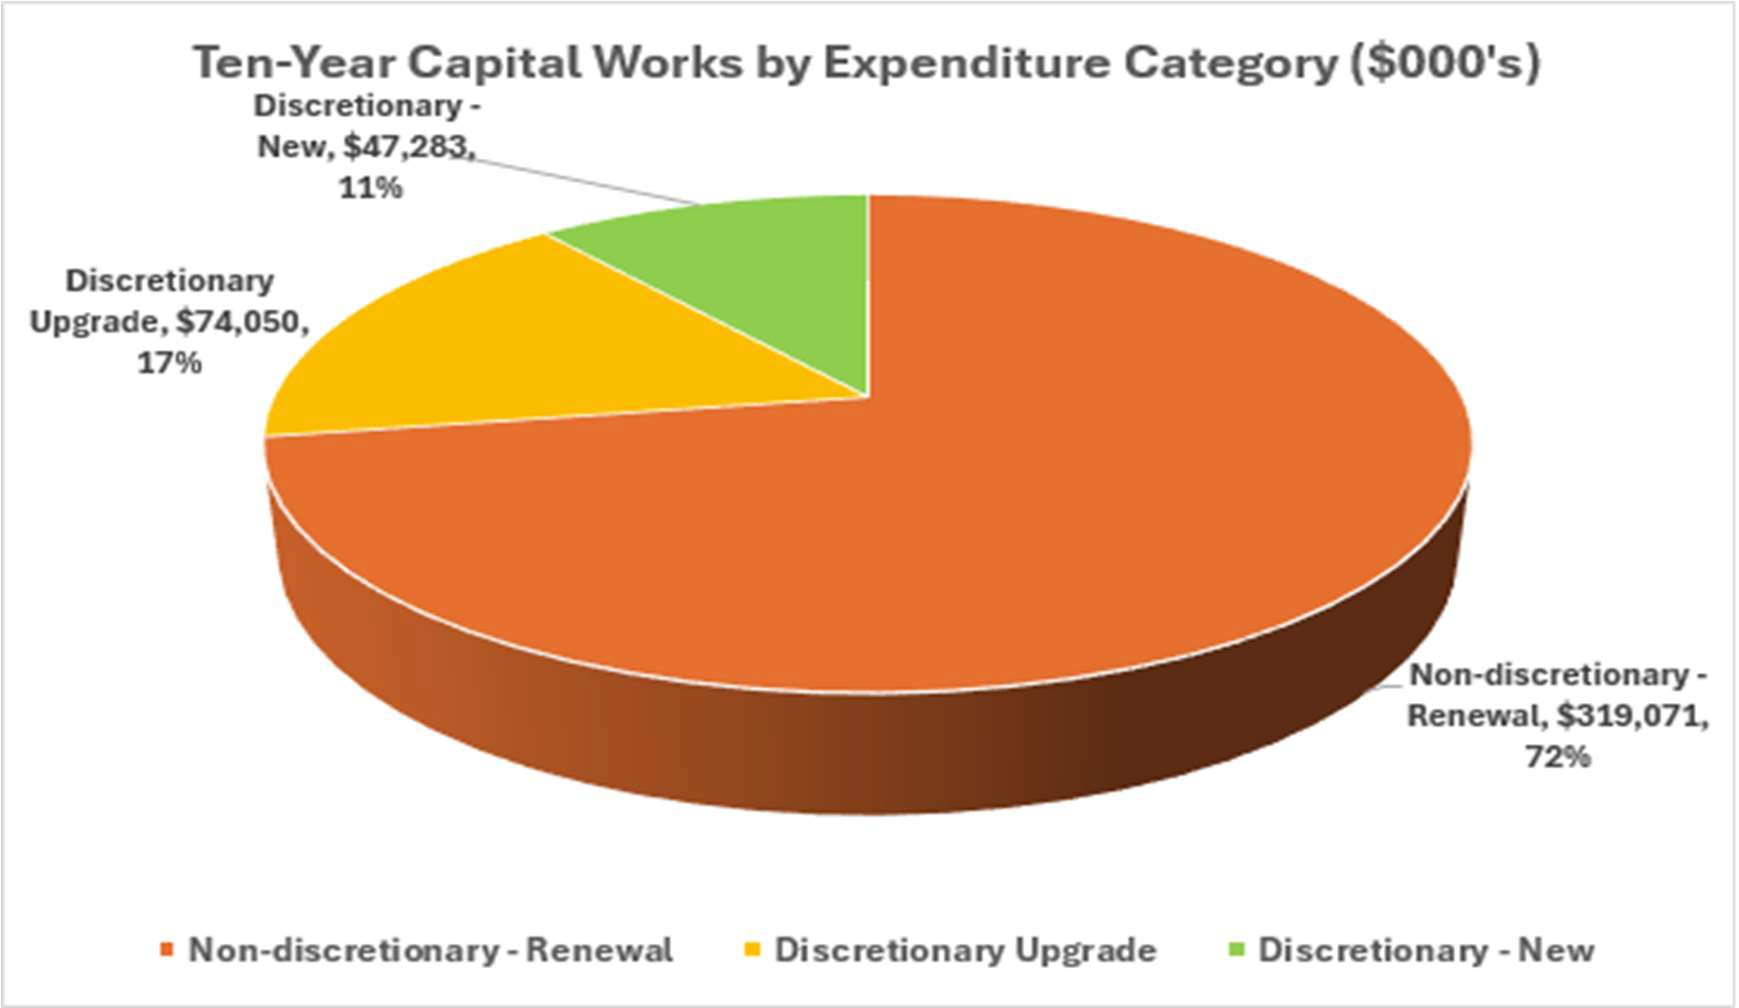 Ten-Year Capital Works by Expenditure Category ($000's)
Discretionary -
New, $47,283,
11%
Discretionary
Upgrade, $74,050,
17%
Non-discretionary -
Renewal, $319,071,
72%
Non-discretionary - Renewal
Discretionary Upgrade
Discretionary - New